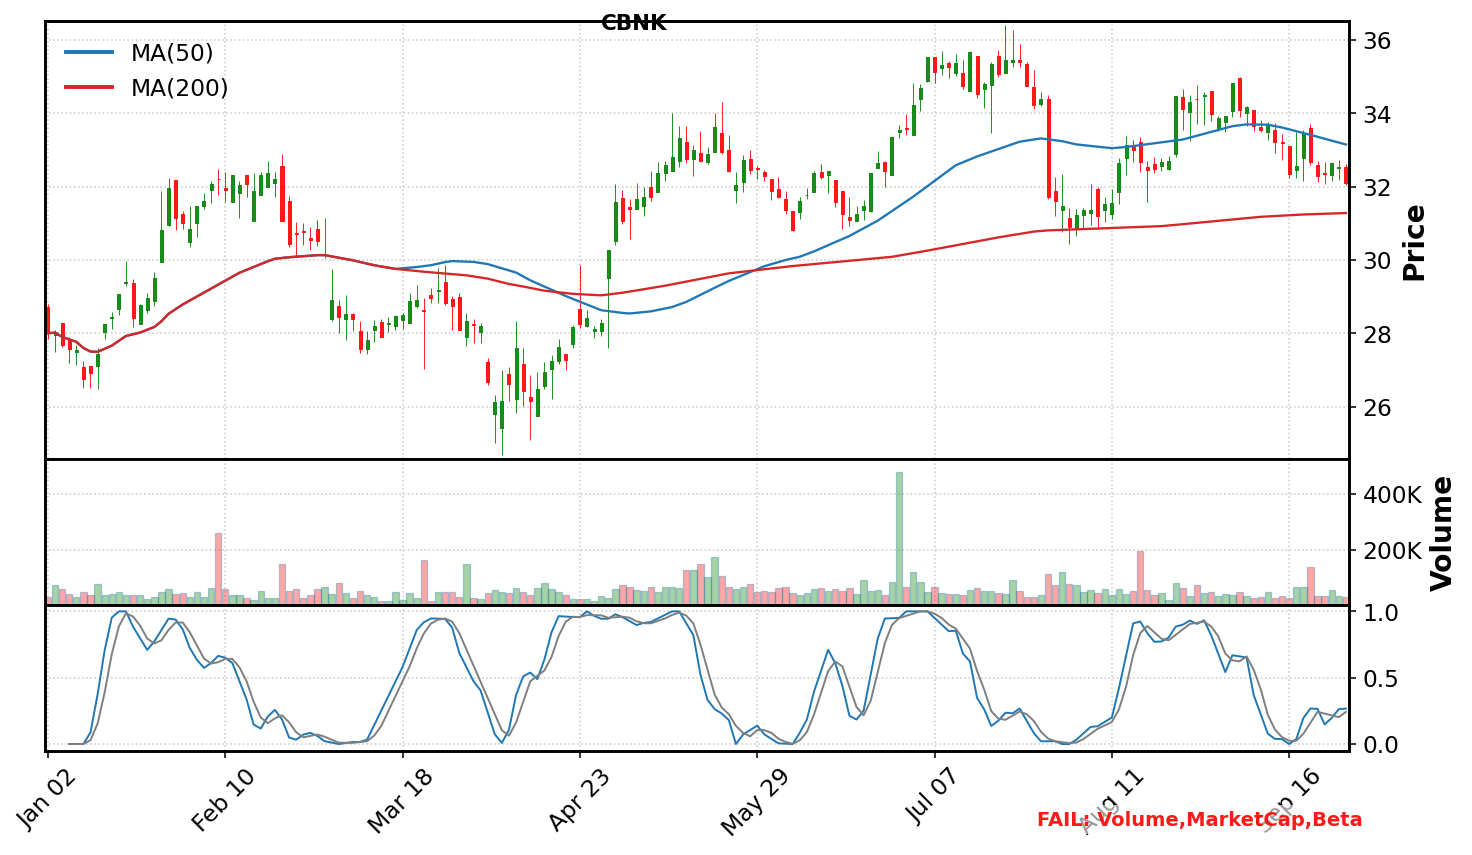 CBNK
MA(50)
MA(200)
36
34
32
30
28
26
Price
400K
200K
Volume
1.0
0.5
0.0
Jan 02
Feb 10
Mar 18
Apr 23
May 29
Jul 07
Aug 11
Sep 16
FAIL: Volume,MarketCap,Beta